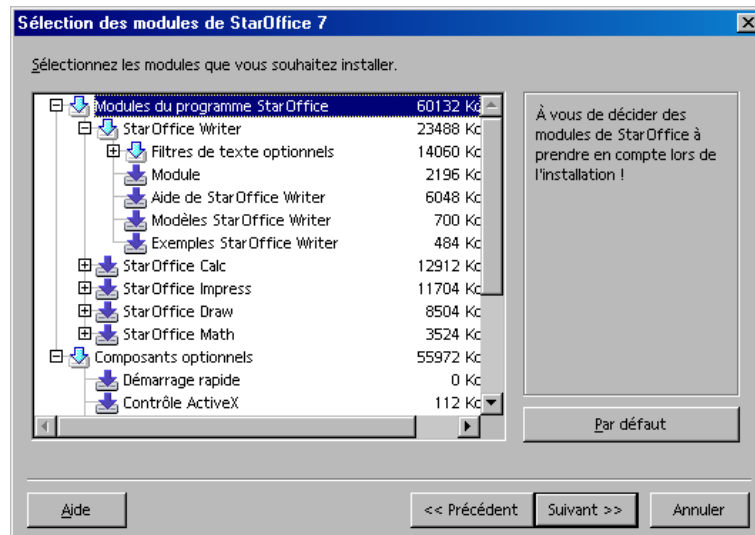 Sélection des modules de StarOffice 7
Sélectionnez les modules que vous souhaitez installer.
Modules du programme StarOffice 60132 Ko
StarOffice Writer 23488 Ko
Filtres de texte optionnels 14060 Ko
Module 2196 Ko
Aide de StarOffice Writer 6048 Ko
Modèles StarOffice Writer 700 Ko
Exemples StarOffice Writer 484 Ko
StarOffice Calc 12912 Ko
StarOffice Impress 11704 Ko
StarOffice Draw 8504 Ko
StarOffice Math 3524 Ko
Composants optionnels 55972 Ko
Démarrage rapide 0 Ko
Contrôle ActiveX 112 Ko
À vous de décider des
modules de StarOffice à
prendre en compte lors de
l'installation !
Par défaut
Aide
<< Précédent
Suivant >>
Annuler